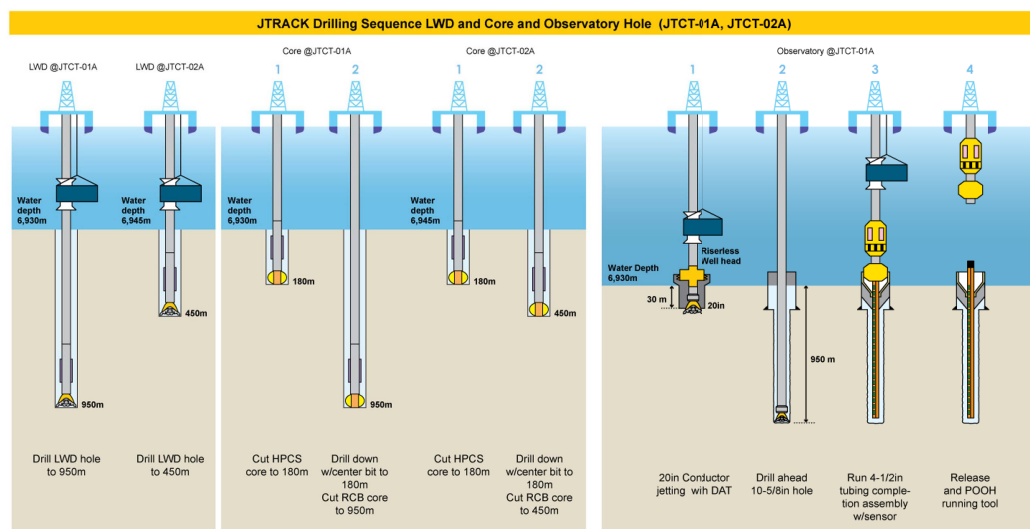 JTRACK Drilling Sequence LWD and Core and Observatory Hole (JTCT-01A, JTCT-02A)
LWD @JTCT-01A
LWD @JTCT-02A
Water
depth
6,930m
Water
depth
6,945m
450m
950m
Drill LWD hole
to 950m
Drill LWD hole
to 450m
Core @JTCT-01A
1
2
Core @JTCT-02A
1
2
Water
depth
6,930m
180m
950m
Water
depth
6,945m
180m
450m
Cut HPCS
core to 180m
Drill down
w/center bit to
180m
Cut RCB core
to 950m
Cut HPCS
core to 180m
Drill down
w/center bit to
180m
Cut RCB core
to 450m
Observatory @JTCT-01A
1
2
3
4
Riserless
Well head
Water Depth
6,930m
30 m
20in
950 m
20in Conductor
jetting wih DAT
Drill ahead
10-5/8in hole
Run 4-1/2in
tubing comple-
tion assembly
w/sensor
Release
and POOH
running tool